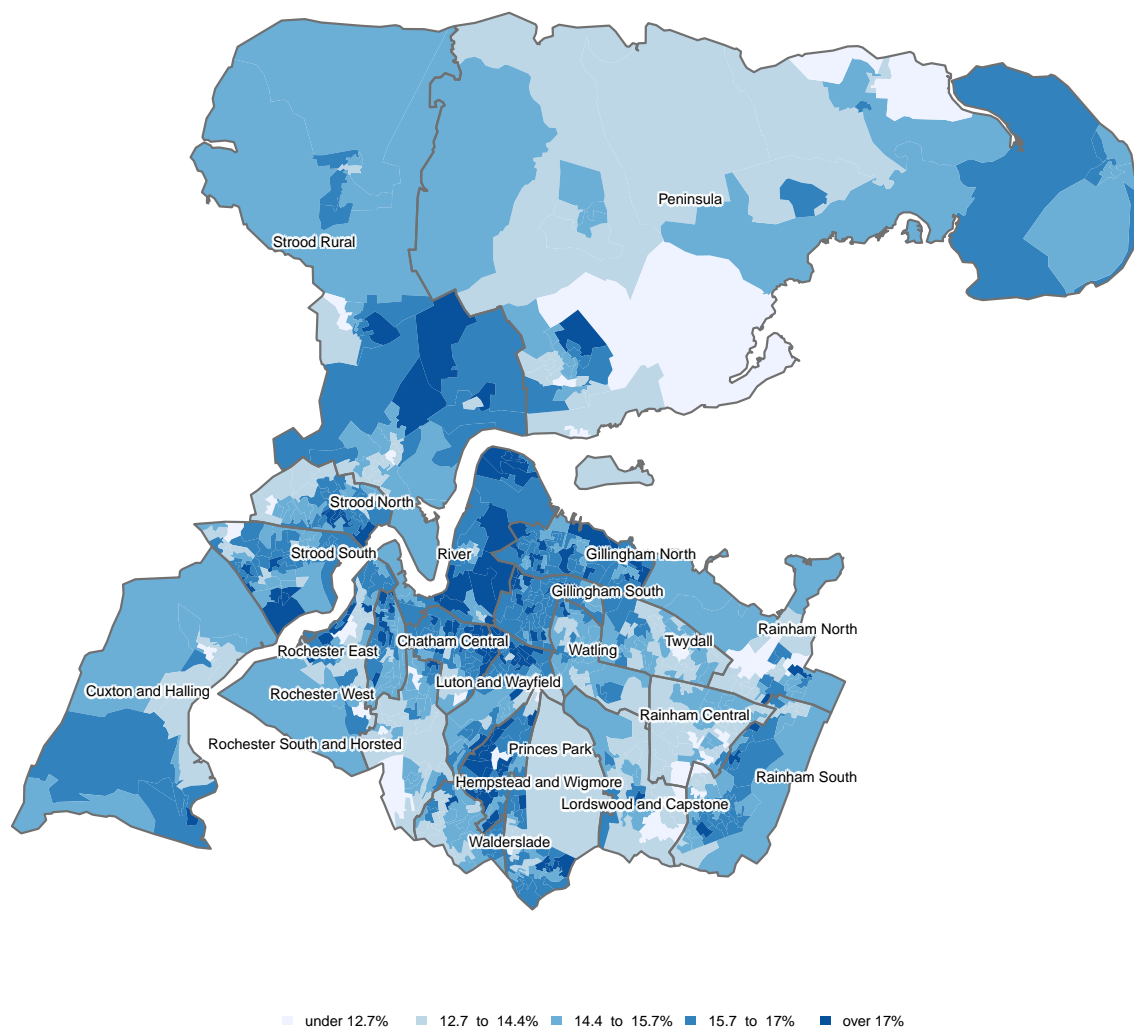 Peninsula
Strood Rural
Strood North
Strood South
River
Gillingham North
Gillingham South
Rainham North
Chatham Central
Watling
Twydall
Rochester East
Luton and Wayfield
Cuxton and Halling
Rochester West
Rainham Central
Rochester South and Horsted
Princes Park
Rainham South
Hempstead and Wigmore
Lordswood and Capstone
Walderslade
under 12.7%
12.7 to 14.4%
14.4 to 15.7%
15.7 to 17%
over 17%